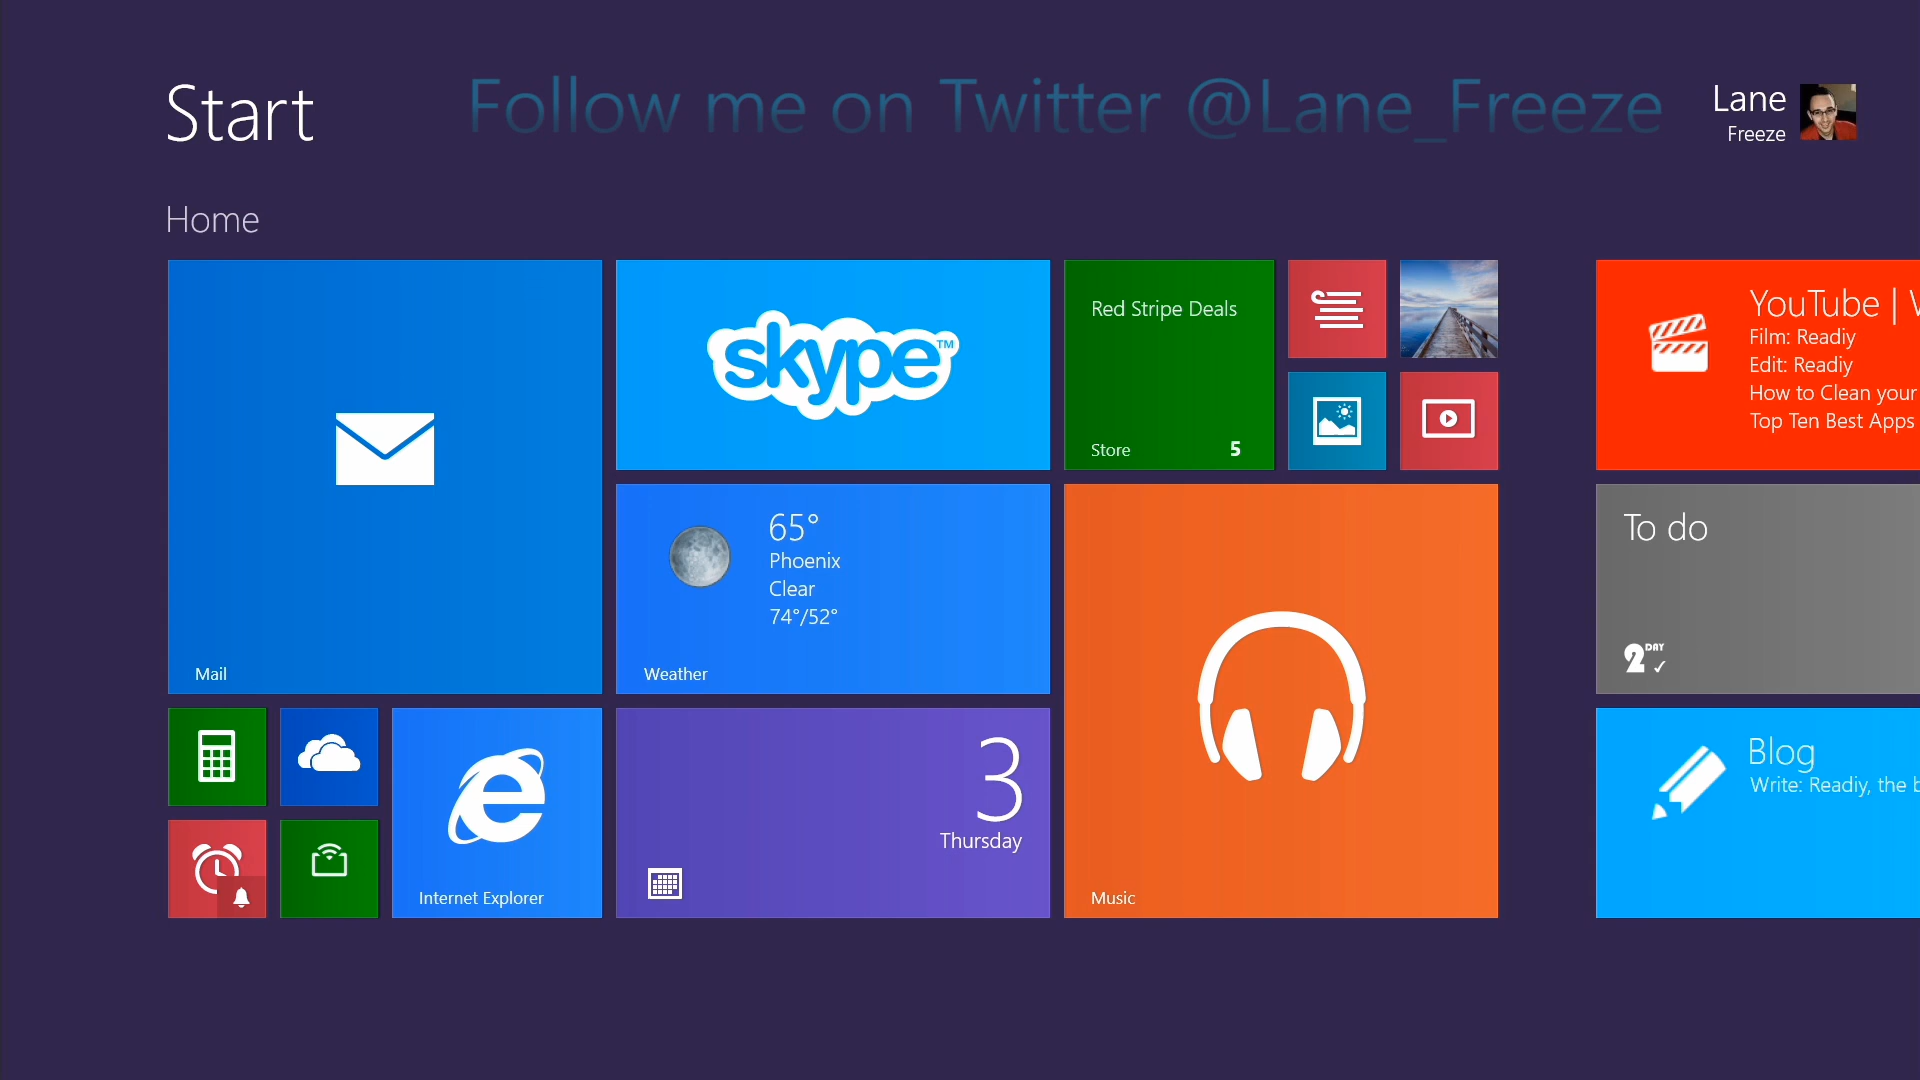 Start
Follow me on Twitter @Lane_Freeze
Lane
Freeze
Home
skype™
Red Stripe Deals
Store 5
YouTube |
Film: Readiy
Edit: Readiy
How to Clean your
Top Ten Best Apps
65°
Phoenix
Clear
74°/52°
Weather
Mail
To do
2 DAY
Internet Explorer
3
Thursday
Music
Blog
Write: Readiy, the